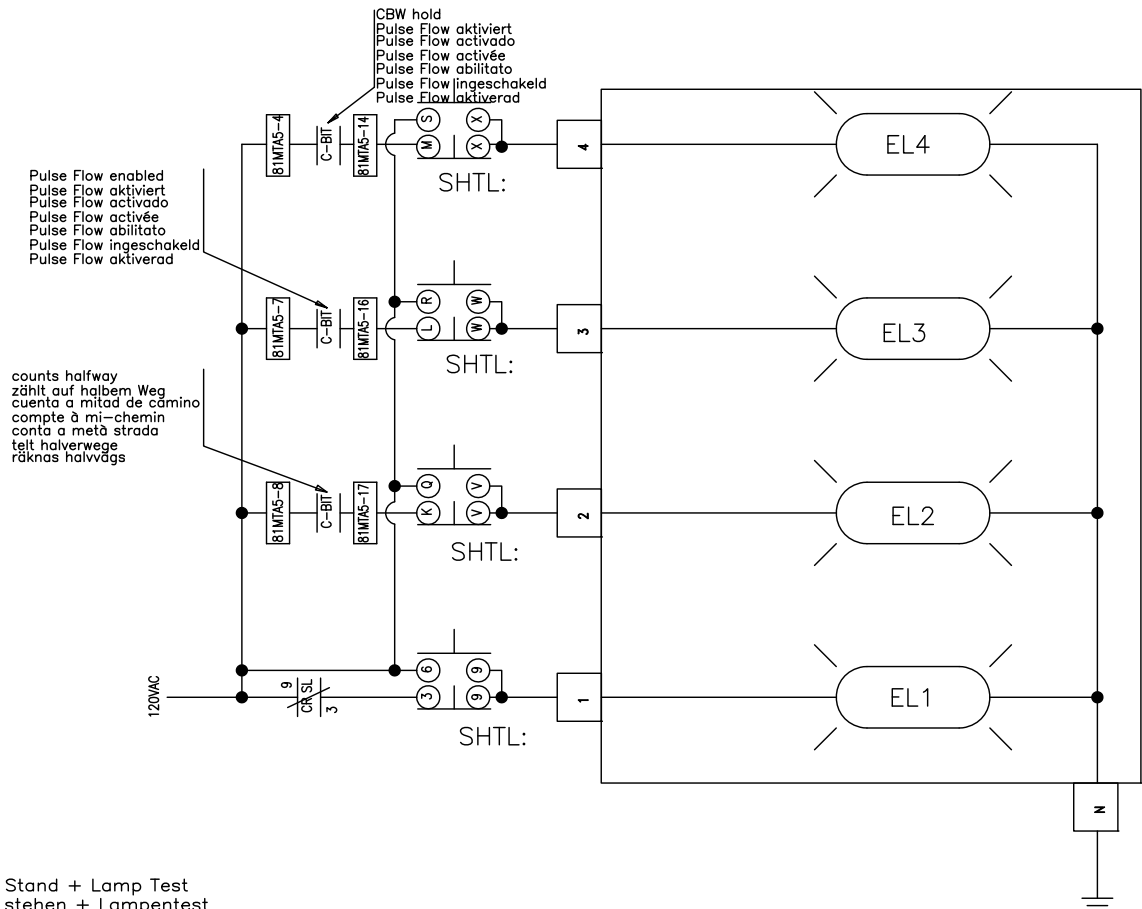 CBW hold
Pulse Flow aktiviert
Pulse Flow activado
Pulse Flow activée
Pulse Flow abilitato
Pulse Flow ingeschakeld
Pulse Flow aktiverad
81MTA5-4
C-BIT
81MTA5-14
S
X
M
X
SHTL:
4
EL4
Pulse Flow enabled
Pulse Flow aktiviert
Pulse Flow activado
Pulse Flow activée
Pulse Flow abilitato
Pulse Flow ingeschakeld
Pulse Flow aktiverad
81MTA5-7
C-BIT
81MTA5-16
R
W
L
W
SHTL:
3
EL3
counts halfway
zählt auf halbem Weg
cuenta a mitad de camino
compte à mi-chemin
conta a metà strada
telt halverwege
räknas halvvägs
81MTA5-8
C-BIT
81MTA5-17
Q
V
K
V
SHTL:
2
EL2
120VAC
9
CR SL
3
6
9
3
9
SHTL:
1
EL1
N
Stand + Lamp Test
stehen + Lampentest